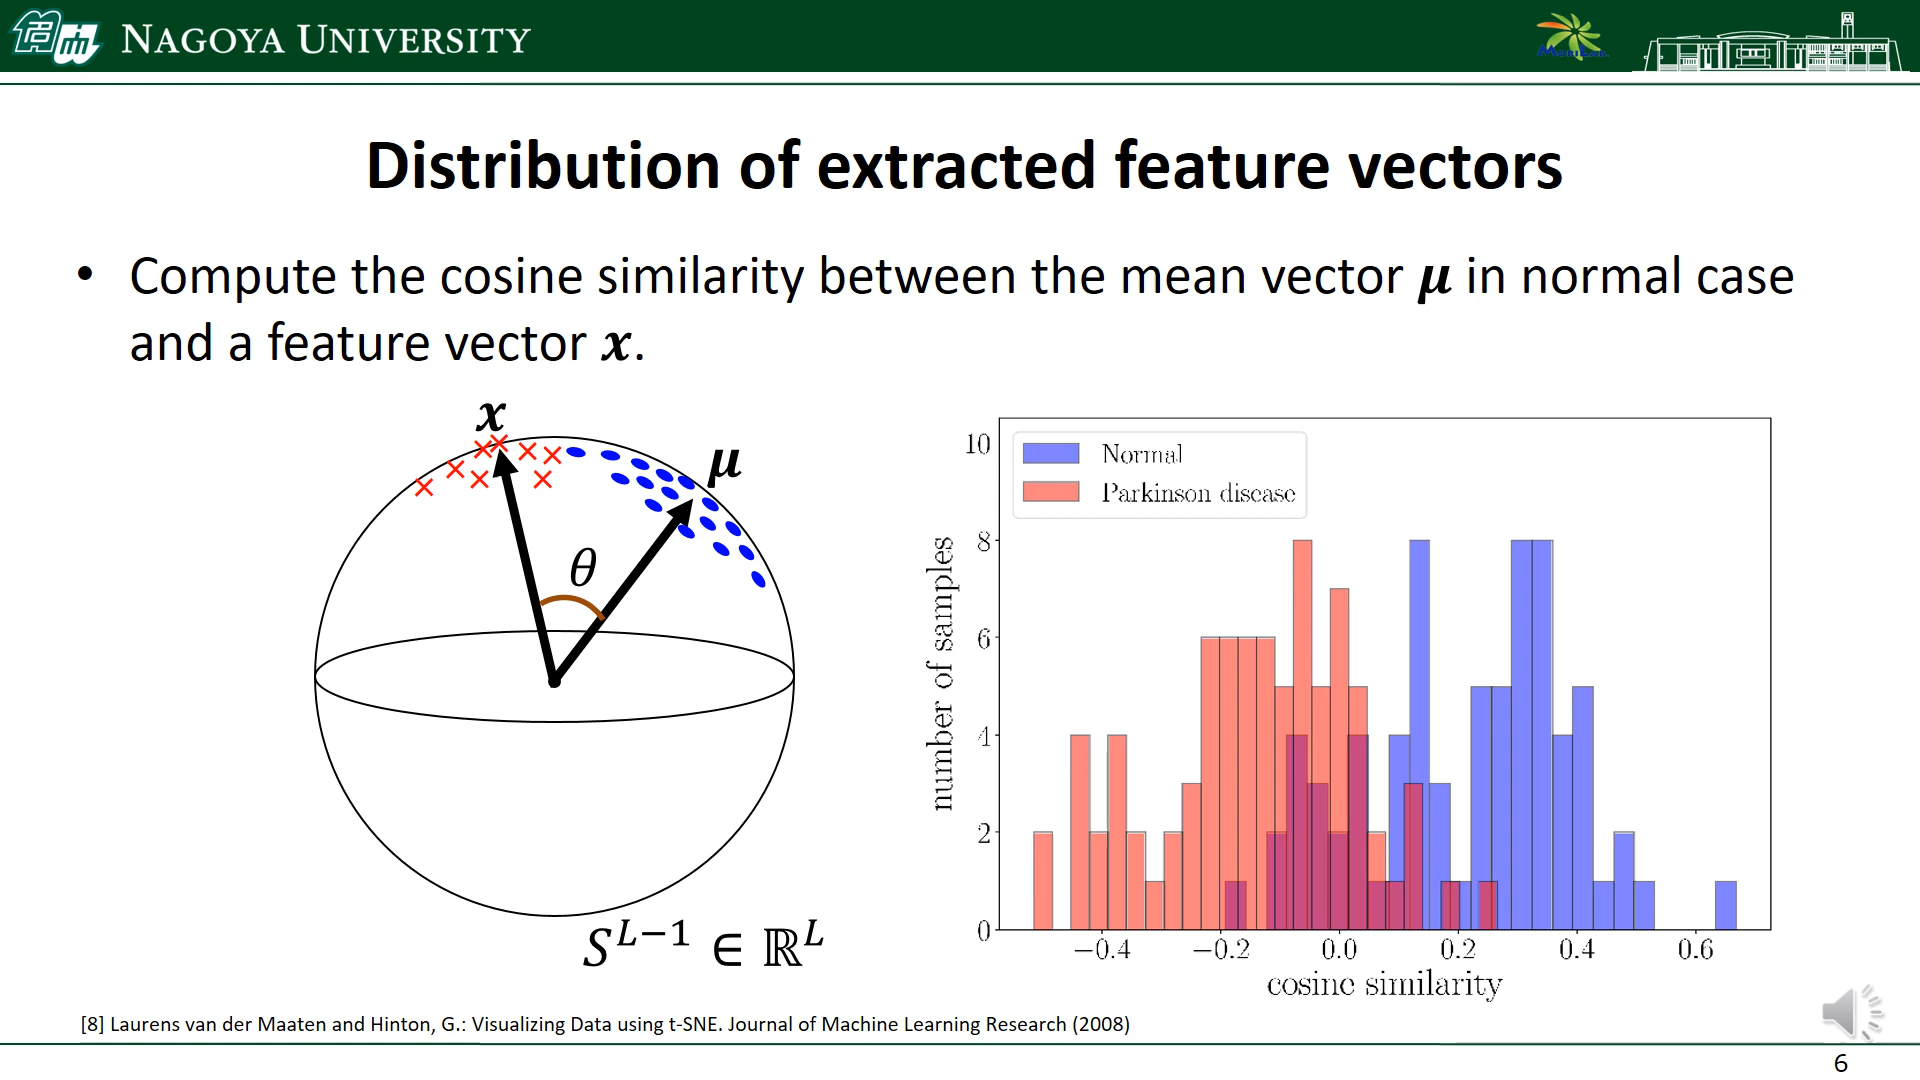 NAGOYA UNIVERSITY
Distribution of extracted feature vectors
• Compute the cosine similarity between the mean vector μ in normal case
and a feature vector x.
x
μ
θ
S^{L−1} ∈ ℝ^L
Normal
Parkinson disease
number of samples
10
8
6
4
2
0
−0.4 −0.2 0.0 0.2 0.4 0.6
cosine similarity
[8] Laurens van der Maaten and Hinton, G.: Visualizing Data using t-SNE. Journal of Machine Learning Research (2008)
6